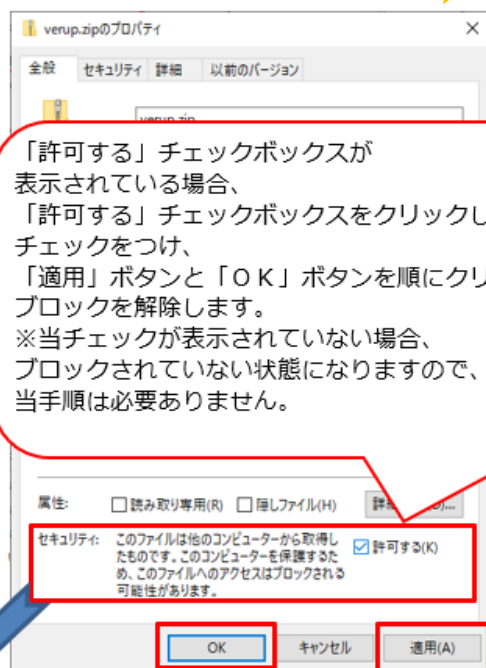 verup.zipのプロパティ
全般 セキュリティ 詳細 以前のバージョン
verup.zip
「許可する」チェックボックスが
表示されている場合、
「許可する」チェックボックスをクリックし
チェックをつけ、
「適用」ボタンと「ＯＫ」ボタンを順にクリ
ブロックを解除します。
※当チェックが表示されていない場合、
ブロックされていない状態になりますので、
当手順は必要ありません。
属性: 読み取り専用(R) 隠しファイル(H)
セキュリティ: このファイルは他のコンピューターから取得し
たものです。このコンピューターを保護するた
め、このファイルへのアクセスはブロックされる
可能性があります。
許可する(K)
OK キャンセル 適用(A)